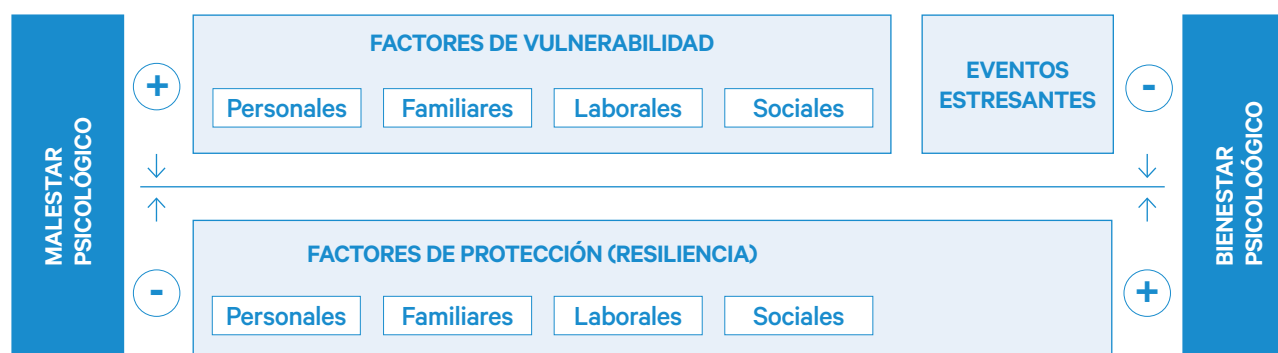 MALESTAR
PSICOLÓGICO
+
FACTORES DE VULNERABILIDAD
Personales
Familiares
Laborales
Sociales
EVENTOS
ESTRESANTES
-
-
FACTORES DE PROTECCIÓN (RESILIENCIA)
Personales
Familiares
Laborales
Sociales
+
BIENESTAR
PSICOLOÓGICO